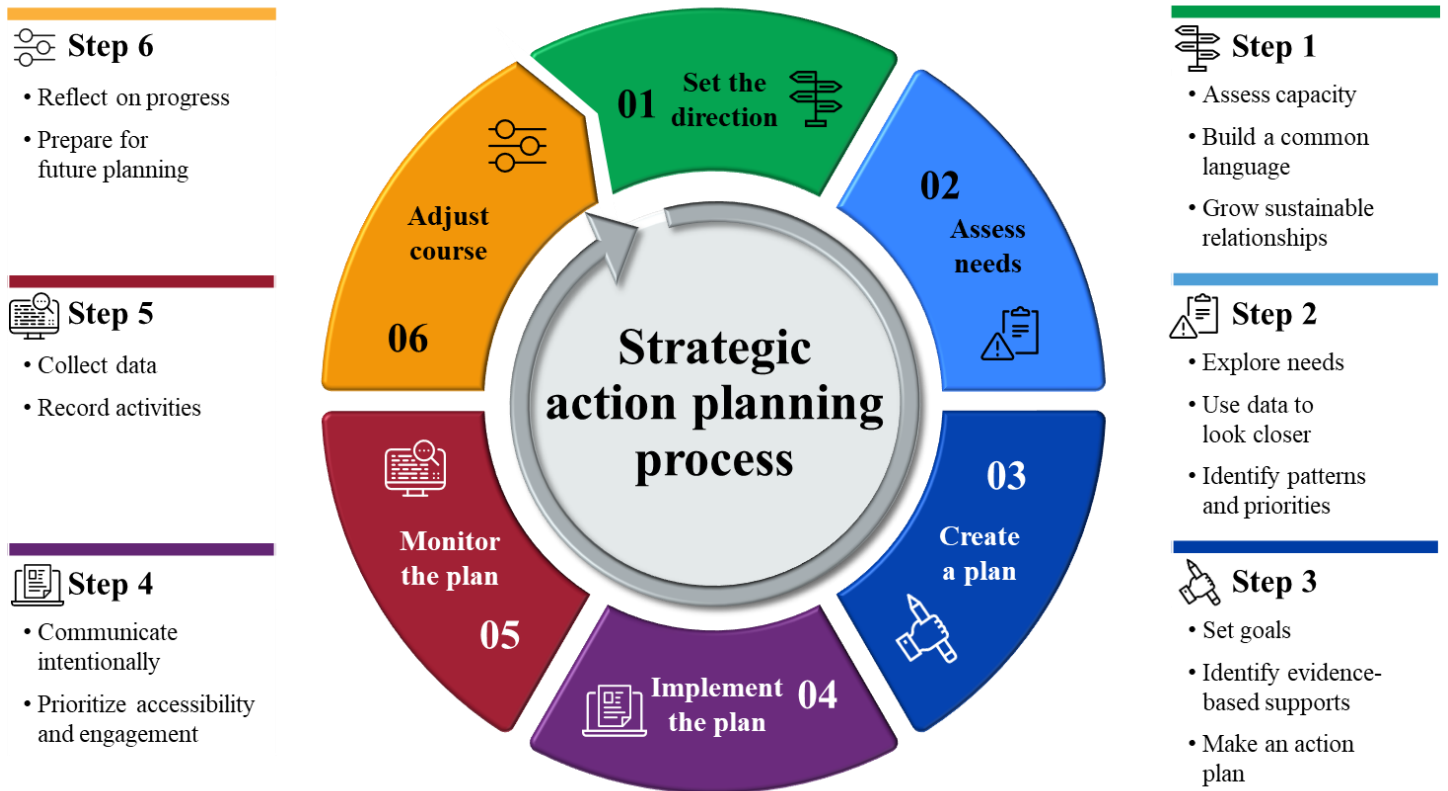 Step 6
• Reflect on progress
• Prepare for
future planning
Step 5
• Collect data
• Record activities
Step 4
• Communicate
intentionally
• Prioritize accessibility
and engagement
01
Set the
direction
02
Assess
needs
03
Create
a plan
Implement
the plan
04
Monitor
the plan
05
Adjust
course
06
Strategic
action planning
process
Step 1
• Assess capacity
• Build a common
language
• Grow sustainable
relationships
Step 2
• Explore needs
• Use data to
look closer
• Identify patterns
and priorities
Step 3
• Set goals
• Identify evidence-
based supports
• Make an action
plan